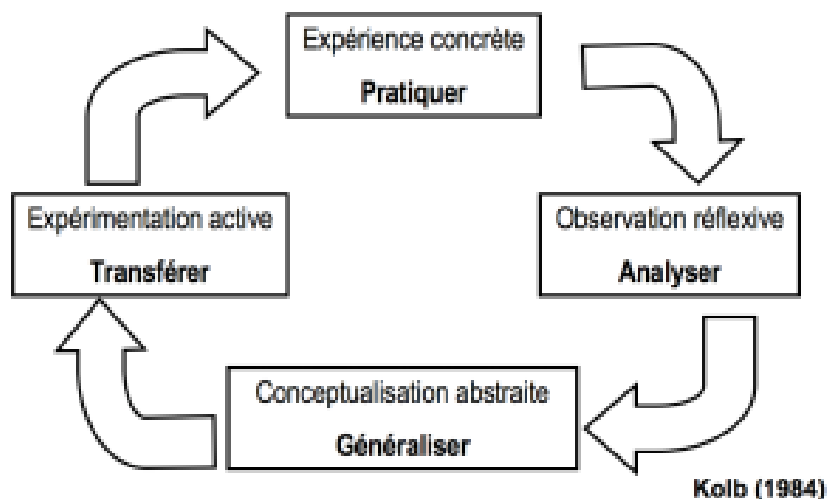 Expérience concrète
Pratiquer
Observation réflexive
Analyser
Conceptualisation abstraite
Généraliser
Expérimentation active
Transférer
Kolb (1984)